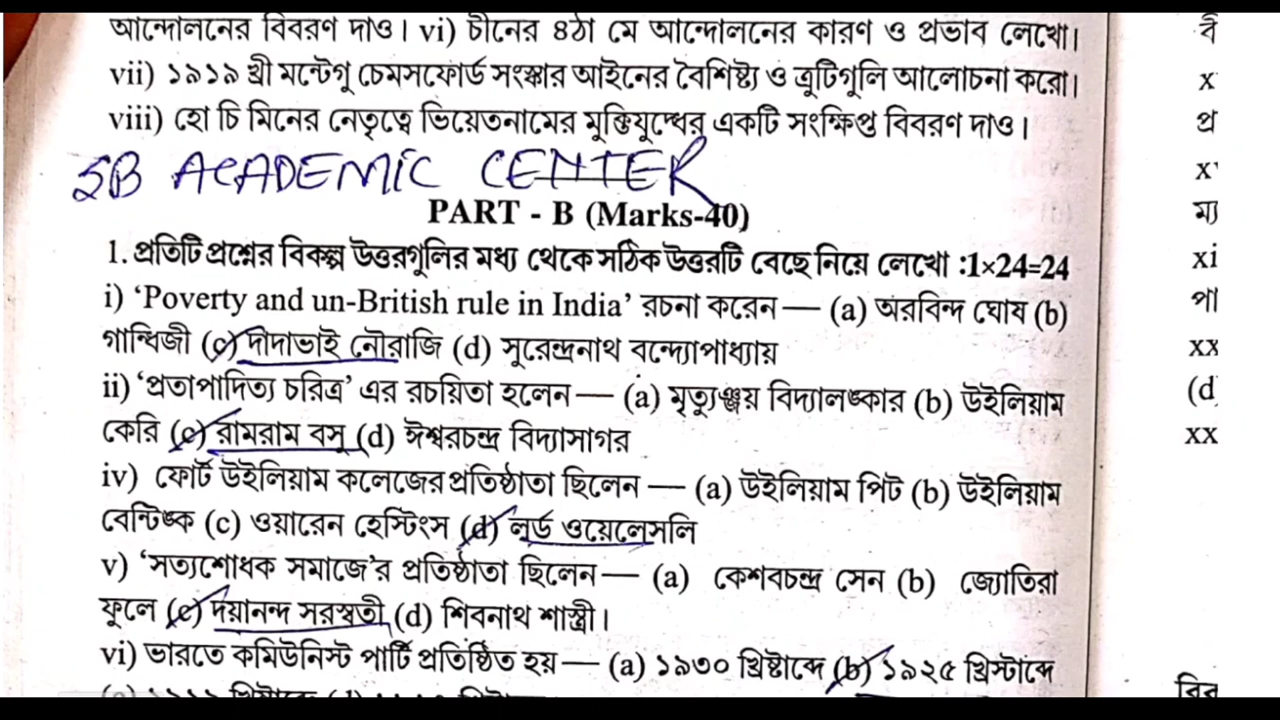 আন্দোলনের বিবরণ দাও। vi) চীনের ৪ঠা মে আন্দোলনের কারণ ও প্রভাব লেখো।
vii) ১৯১৯ খ্রী মন্টেগু চেমসফোর্ড সংস্কার আইনের বৈশিষ্ট্য ও ত্রুটিগুলি আলোচনা করো।
viii) হো চি মিনের নেতৃত্বে ভিয়েতনামের মুক্তিযুদ্ধের একটি সংক্ষিপ্ত বিবরণ দাও।
SB ACADEMIC CENTER
PART - B (Marks-40)
1. প্রতিটি প্রশ্নের বিকল্প উত্তরগুলির মধ্য থেকে সঠিক উত্তরটি বেছে নিয়ে লেখো :1×24=24
i) ‘Poverty and un-British rule in India’ রচনা করেন— (a) অরবিন্দ ঘোষ (b)
গান্ধিজী (c) দাদাভাই নৌরাজি (d) সুরেন্দ্রনাথ বন্দ্যোপাধ্যায়
ii) ‘প্রতাপাদিত্য চরিত্র’ এর রচয়িতা হলেন— (a) মৃত্যুঞ্জয় বিদ্যালঙ্কার (b) উইলিয়াম
কেরি (c) রামরাম বসু (d) ঈশ্বরচন্দ্র বিদ্যাসাগর
iv) ফোর্ট উইলিয়াম কলেজের প্রতিষ্ঠাতা ছিলেন — (a) উইলিয়াম পিট (b) উইলিয়াম
বেন্টিঙ্ক (c) ওয়ারেন হেস্টিংস (d) লর্ড ওয়েলেসলি
v) ‘সত্যশোধক সমাজে’র প্রতিষ্ঠাতা ছিলেন— (a) কেশবচন্দ্র সেন (b) জ্যোতিরা
ফুলে (c) দয়ানন্দ সরস্বতী (d) শিবনাথ শাস্ত্রী।
vi) ভারতে কমিউনিস্ট পার্টি প্রতিষ্ঠিত হয়— (a) ১৯৩০ খ্রিষ্টাব্দে (b) ১৯২৫ খ্রিস্টাব্দে
x
প্র
x
ম্য
xi
পা
xx
(d
xx